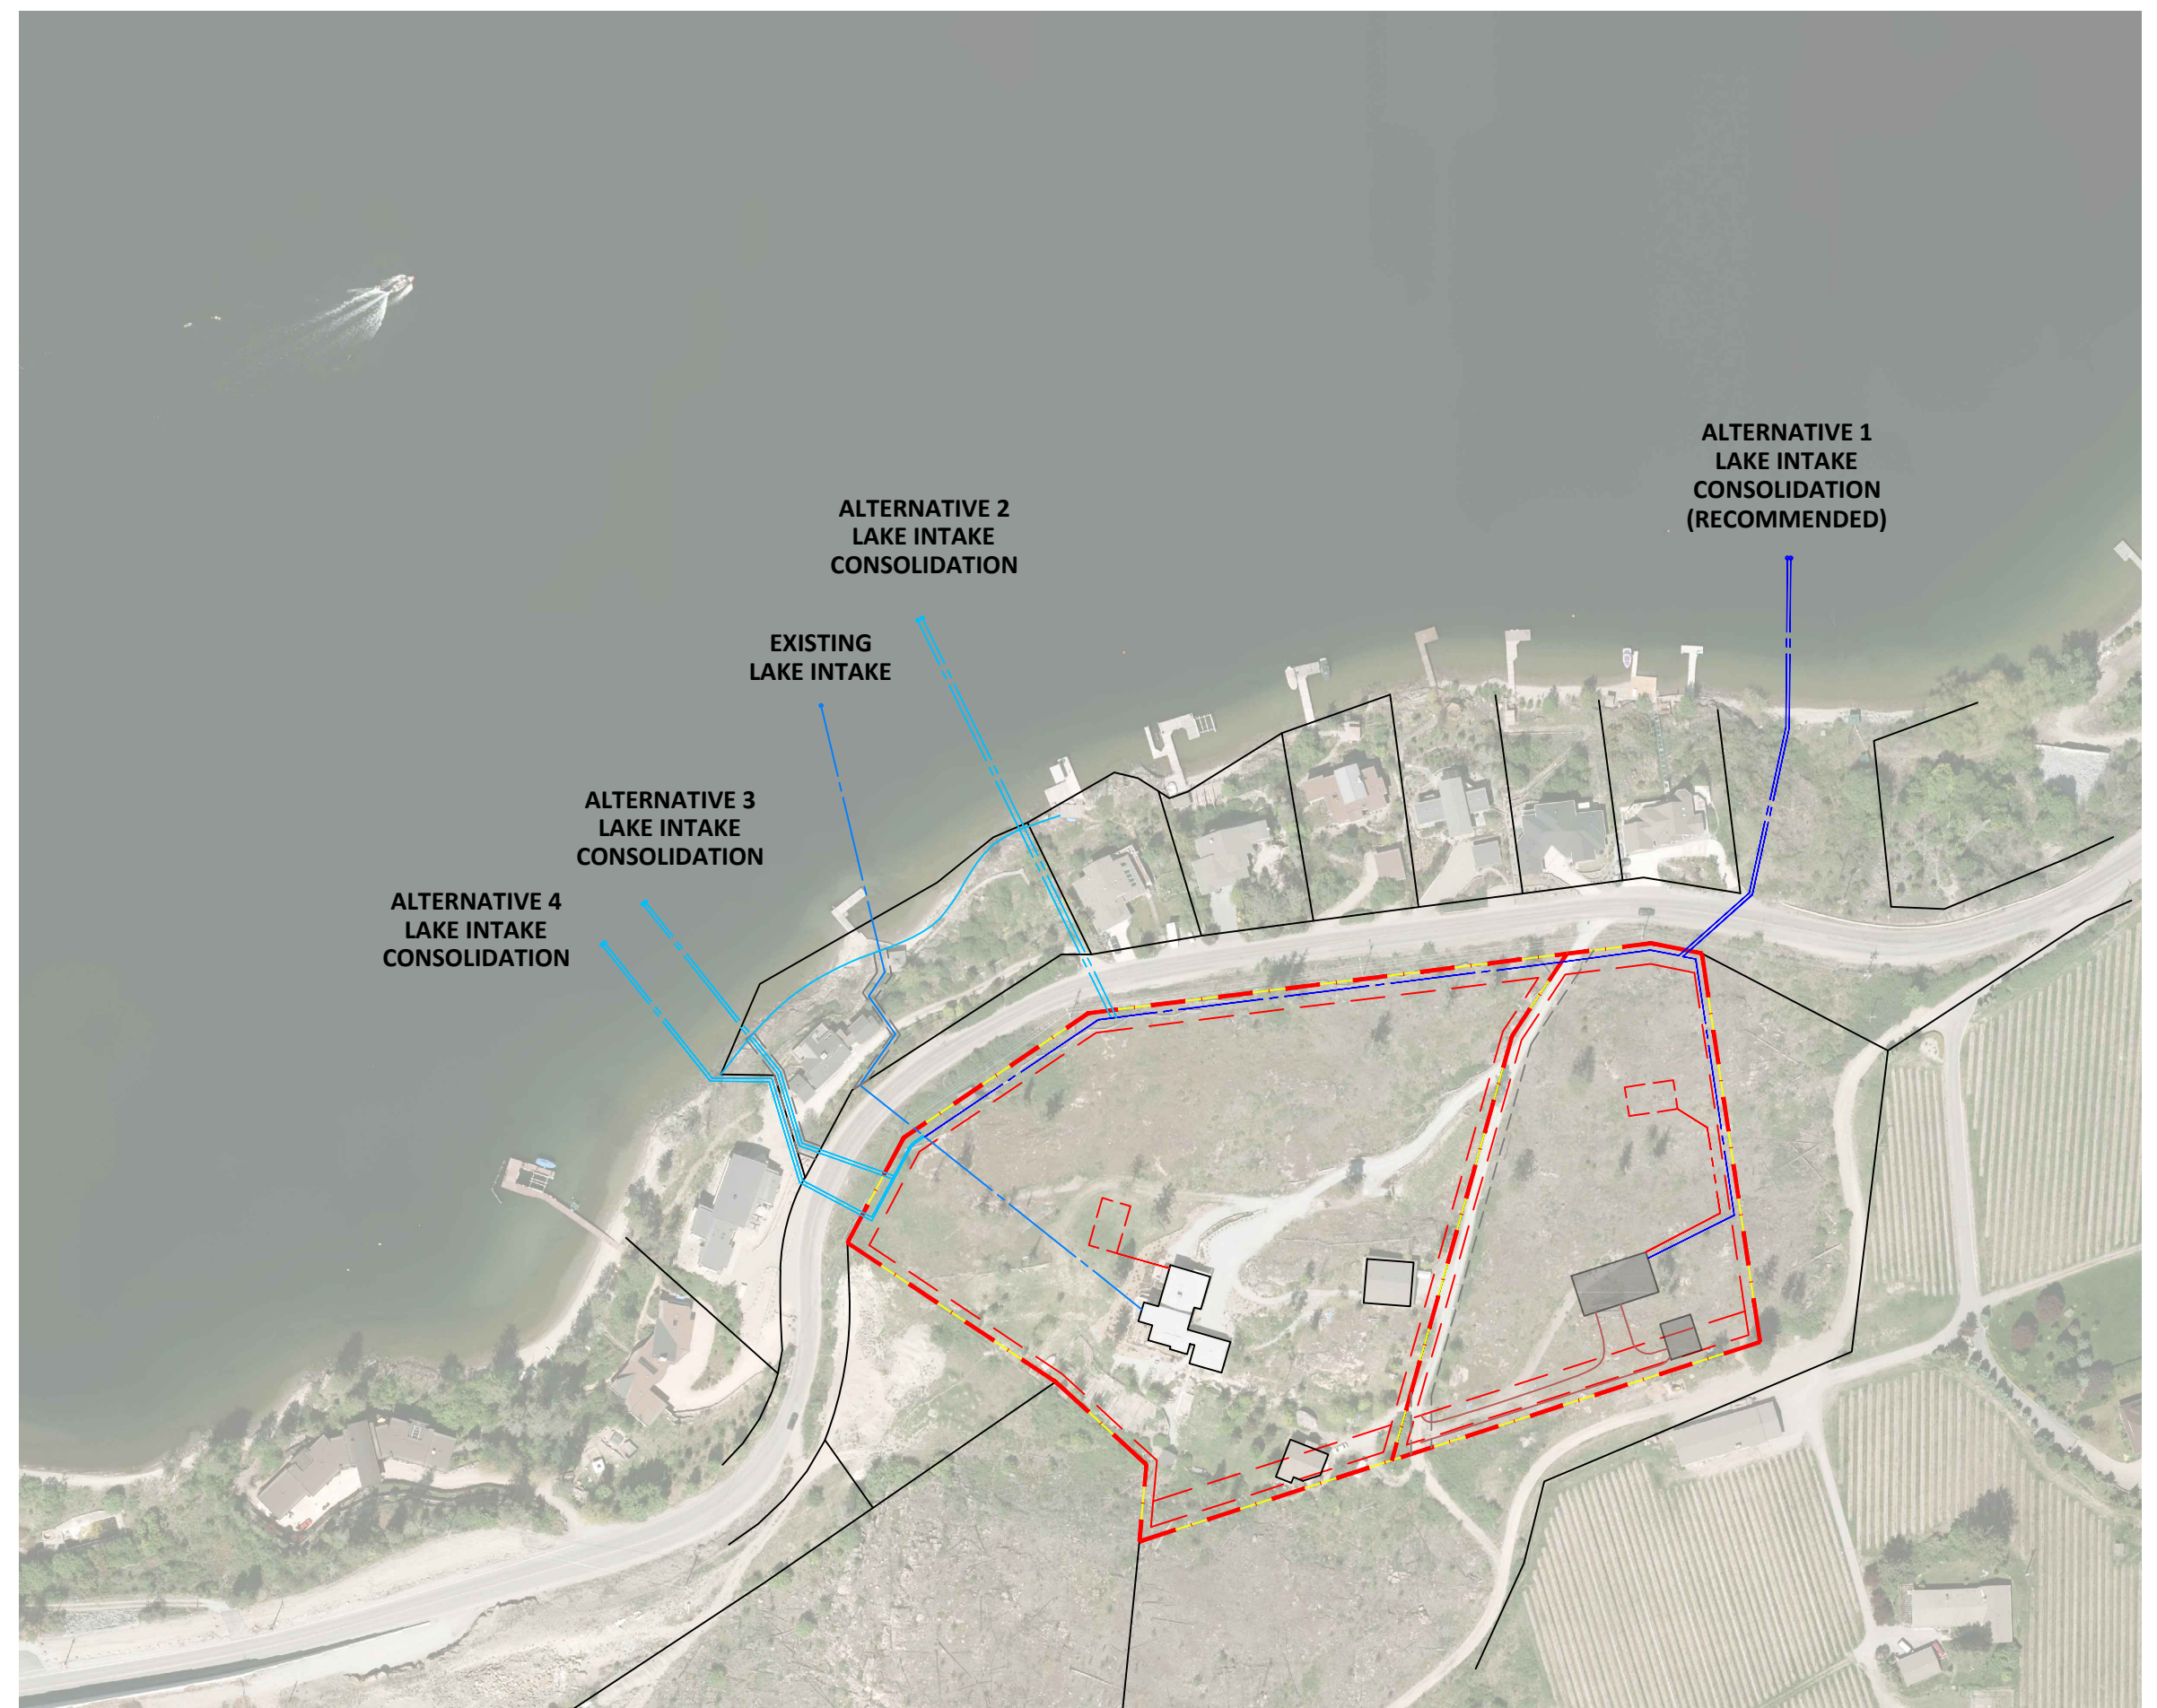 ALTERNATIVE 1
LAKE INTAKE
CONSOLIDATION
(RECOMMENDED)
ALTERNATIVE 2
LAKE INTAKE
CONSOLIDATION
EXISTING
LAKE INTAKE
ALTERNATIVE 3
LAKE INTAKE
CONSOLIDATION
ALTERNATIVE 4
LAKE INTAKE
CONSOLIDATION